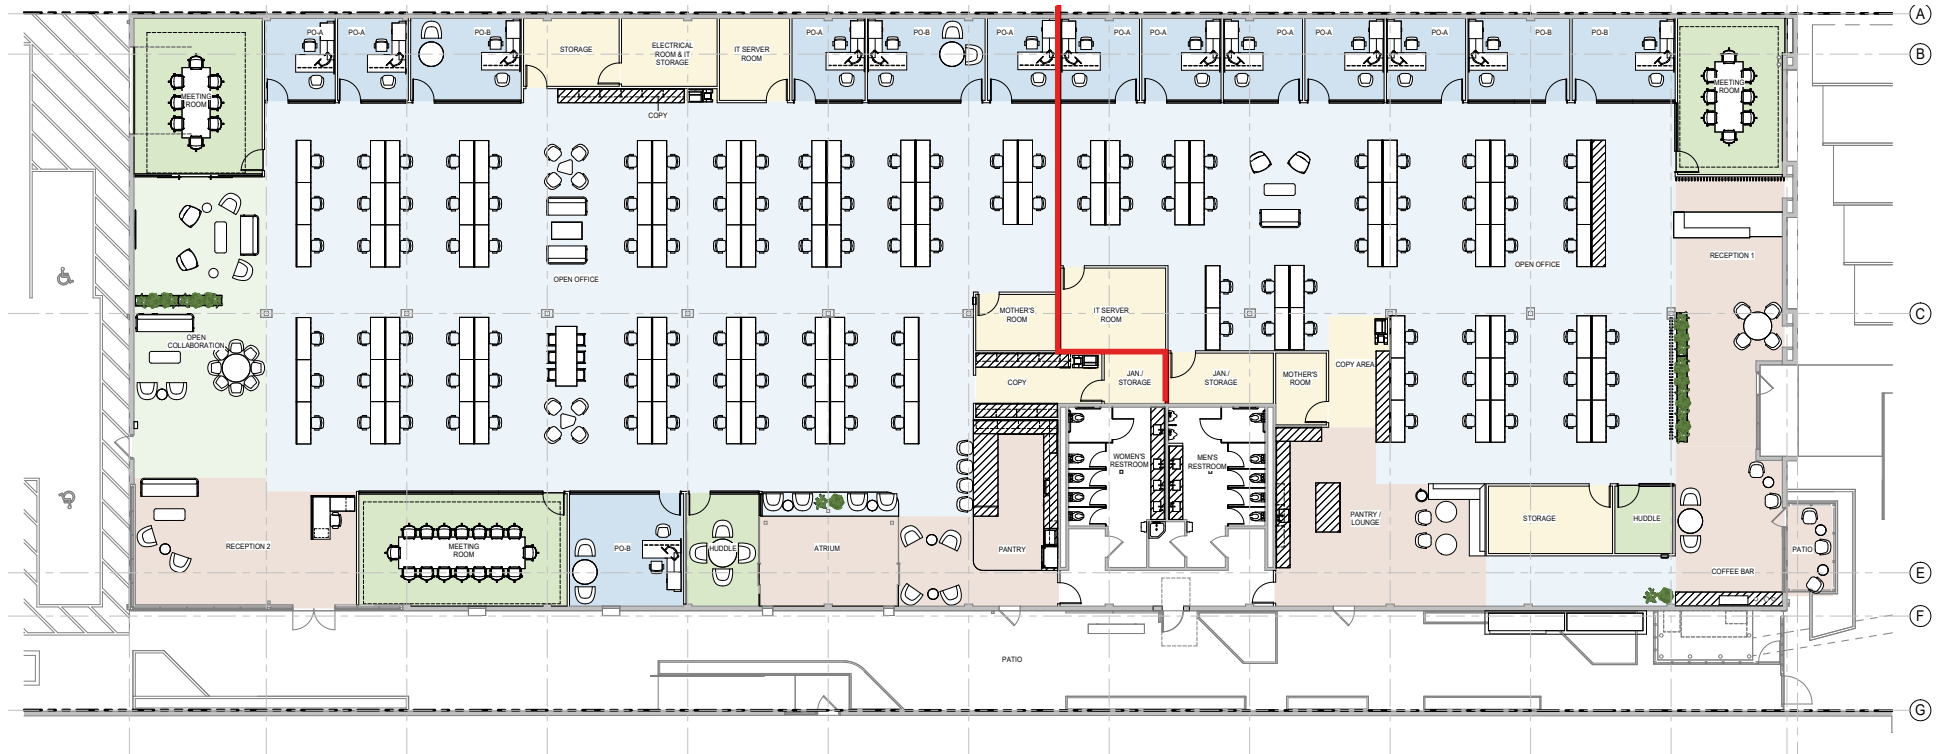 A
PO-A
PO-A
PO-B
PO-A
PO-B
PO-A
PO-A
PO-A
PO-A
PO-A
PO-A
PO-B
PO-B
STORAGE
ELECTRICAL
ROOM & IT
STORAGE
IT SERVER
ROOM
B
MEETING
ROOM
MEETING
ROOM
COPY
RECEPTION 1
OPEN OFFICE
OPEN OFFICE
MOTHER'S
ROOM
IT SERVER
ROOM
C
OPEN
COLLABORATION
COPY
JAN./
STORAGE
JAN./
STORAGE
MOTHER'S
ROOM
COPY AREA
WOMEN'S
RESTROOM
MEN'S
RESTROOM
PANTRY /
LOUNGE
STORAGE
HUDDLE
RECEPTION 2
MEETING
ROOM
PO-B
HUDDLE
ATRIUM
PANTRY
PATIO
COFFEE BAR
E
F
PATIO
G